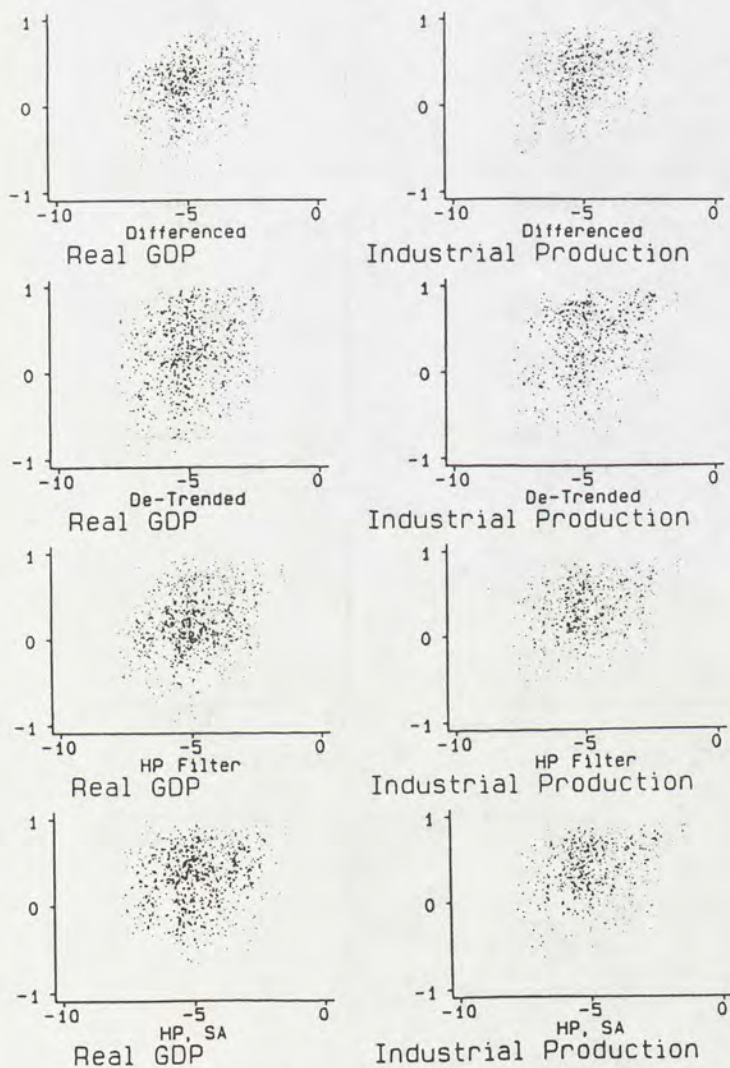 1
1
0
0
-1
-1
-10 -5 0
-10 -5 0
Differenced
Differenced
Real GDP
Industrial Production
1
1
0
0
-1
-1
-10 -5 0
-10 -5 0
De-Trended
De-Trended
Real GDP
Industrial Production
1
1
0
0
-1
-1
-10 -5 0
-10 -5 0
HP Filter
HP Filter
Real GDP
Industrial Production
1
1
0
0
-1
-1
-10 -5 0
-10 -5 0
HP, SA
HP, SA
Real GDP
Industrial Production